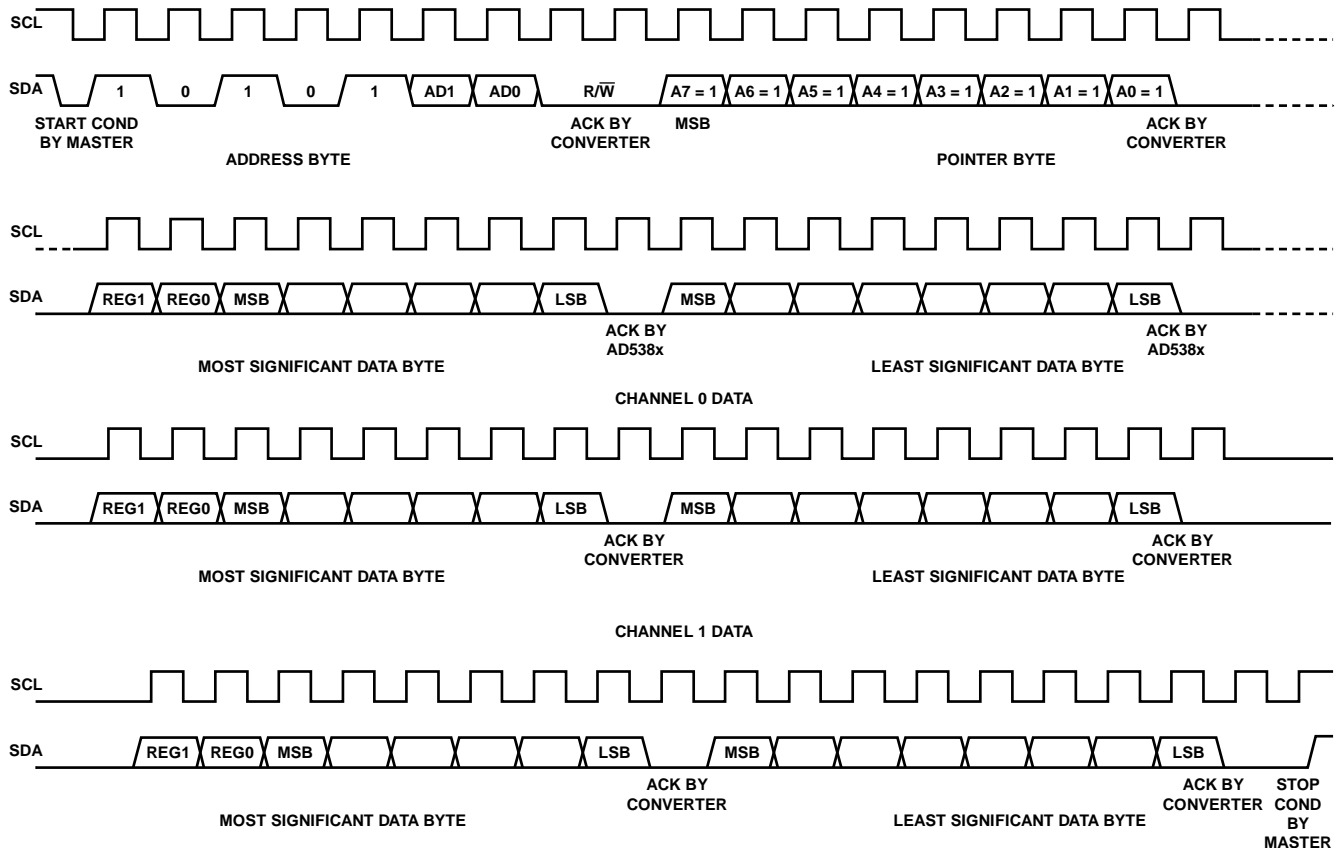 SCL
SDA 1 0 1 0 1 AD1 AD0 R/W̅ A7 = 1 A6 = 1 A5 = 1 A4 = 1 A3 = 1 A2 = 1 A1 = 1 A0 = 1
START COND BY MASTER
ACK BY CONVERTER
MSB
ACK BY CONVERTER
ADDRESS BYTE
POINTER BYTE
SCL
SDA REG1 REG0 MSB LSB MSB LSB
ACK BY AD538x
ACK BY AD538x
MOST SIGNIFICANT DATA BYTE
LEAST SIGNIFICANT DATA BYTE
CHANNEL 0 DATA
SCL
SDA REG1 REG0 MSB LSB MSB LSB
ACK BY CONVERTER
ACK BY CONVERTER
MOST SIGNIFICANT DATA BYTE
LEAST SIGNIFICANT DATA BYTE
CHANNEL 1 DATA
SCL
SDA REG1 REG0 MSB LSB MSB LSB
ACK BY CONVERTER
ACK BY CONVERTER
STOP COND BY MASTER
MOST SIGNIFICANT DATA BYTE
LEAST SIGNIFICANT DATA BYTE